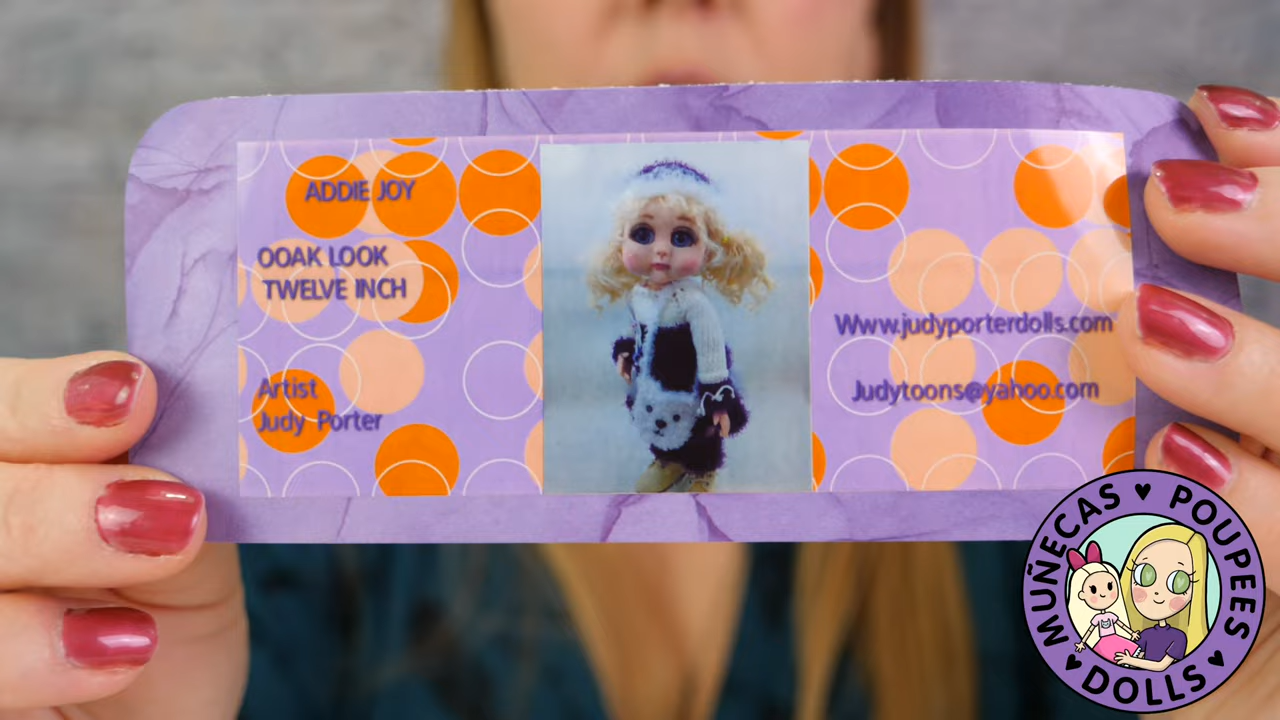 ADDIE JOY
OOAK LOOK
TWELVE INCH
Artist
Judy Porter
Www.judyporterdolls.com
Judytoons@yahoo.com
MUÑECAS ♥ POUPEES ♥ DOLLS ♥